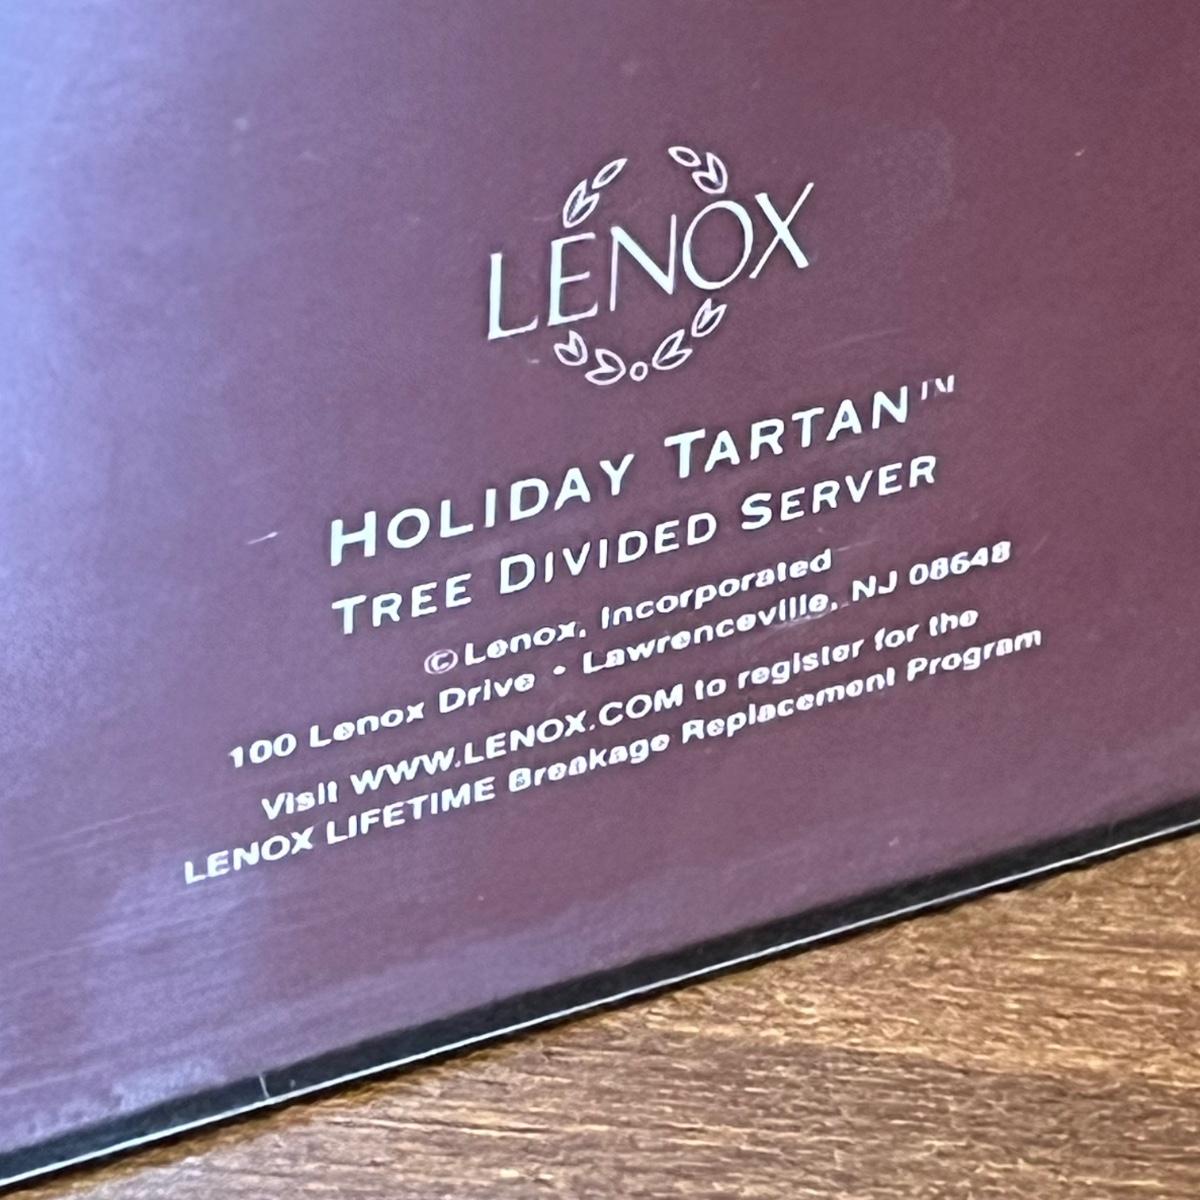 LENOX
HOLIDAY TARTAN™
TREE DIVIDED SERVER
© Lenox, Incorporated
100 Lenox Drive • Lawrenceville, NJ 08648
Visit WWW.LENOX.COM to register for the
LENOX LIFETIME Breakage Replacement Program